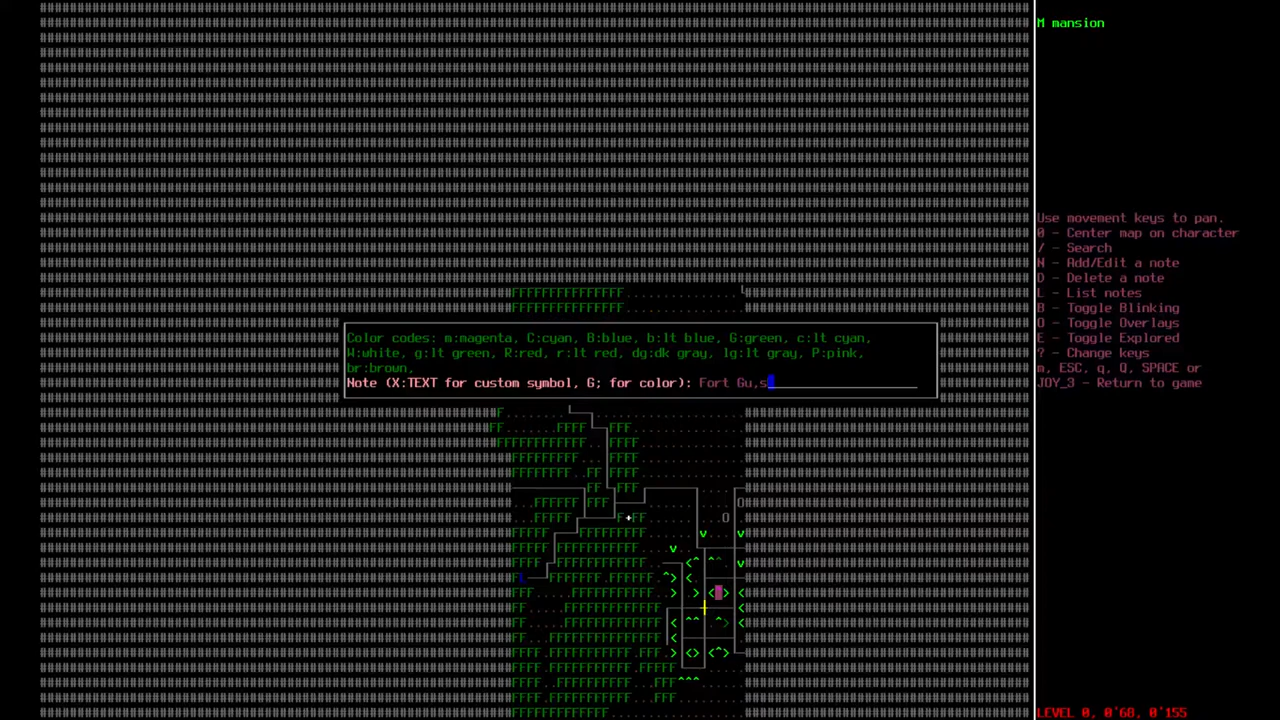 M mansion
Use movement keys to pan.
0 - Center map on character
/ - Search
N - Add/Edit a note
D - Delete a note
L - List notes
B - Toggle Blinking
O - Toggle Overlays
E - Toggle Explored
? - Change keys
m, ESC, q, Q, SPACE or
JOY_3 - Return to game
Color codes: m:magenta, C:cyan, B:blue, b:lt blue, G:green, c:lt cyan,
W:white, g:lt green, R:red, r:lt red, dg:dk gray, lg:lt gray, P:pink,
br:brown,
Note (X:TEXT for custom symbol, G; for color): Fort Gu,s
LEVEL 0, 0'68, 0'155